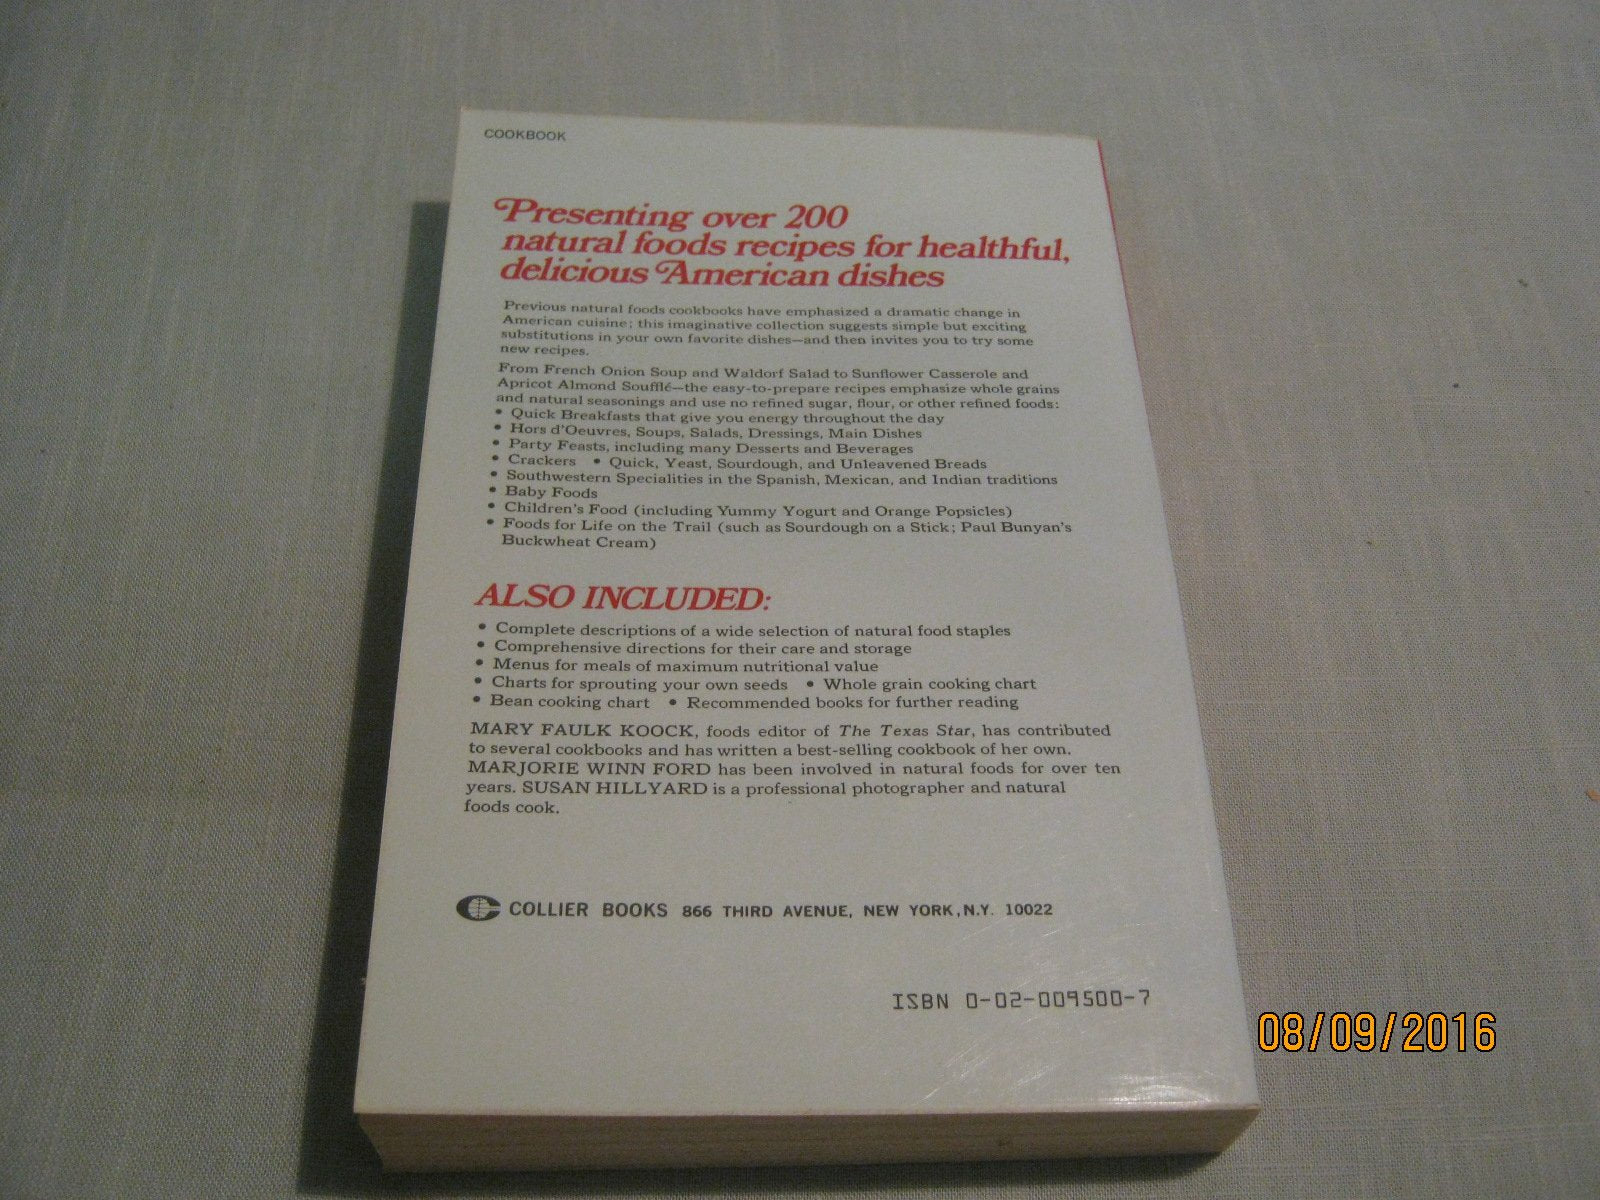 COOKBOOK
Presenting over 200
natural foods recipes for healthful,
delicious American dishes
Previous natural foods cookbooks have emphasized a dramatic change in
American cuisine; this imaginative collection suggests simple but exciting
substitutions in your own favorite dishes—and then invites you to try some
new recipes.
From French Onion Soup and Waldorf Salad to Sunflower Casserole and
Apricot Almond Soufflé—the easy-to-prepare recipes emphasize whole grains
and natural seasonings and use no refined sugar, flour, or other refined foods:
• Quick Breakfasts that give you energy throughout the day
• Hors d'Oeuvres, Soups, Salads, Dressings, Main Dishes
• Party Feasts, including many Desserts and Beverages
• Crackers • Quick, Yeast, Sourdough, and Unleavened Breads
• Southwestern Specialities in the Spanish, Mexican, and Indian traditions
• Baby Foods
• Children's Food (including Yummy Yogurt and Orange Popsicles)
• Foods for Life on the Trail (such as Sourdough on a Stick; Paul Bunyan's
Buckwheat Cream)
ALSO INCLUDED:
• Complete descriptions of a wide selection of natural food staples
• Comprehensive directions for their care and storage
• Menus for meals of maximum nutritional value
• Charts for sprouting your own seeds • Whole grain cooking chart
• Bean cooking chart • Recommended books for further reading
MARY FAULK KOOCK, foods editor of The Texas Star, has contributed
to several cookbooks and has written a best-selling cookbook of her own.
MARJORIE WINN FORD has been involved in natural foods for over ten
years. SUSAN HILLYARD is a professional photographer and natural
foods cook.
COLLIER BOOKS 866 THIRD AVENUE, NEW YORK, N.Y. 10022
ISBN 0-02-009500-7
08/09/2016